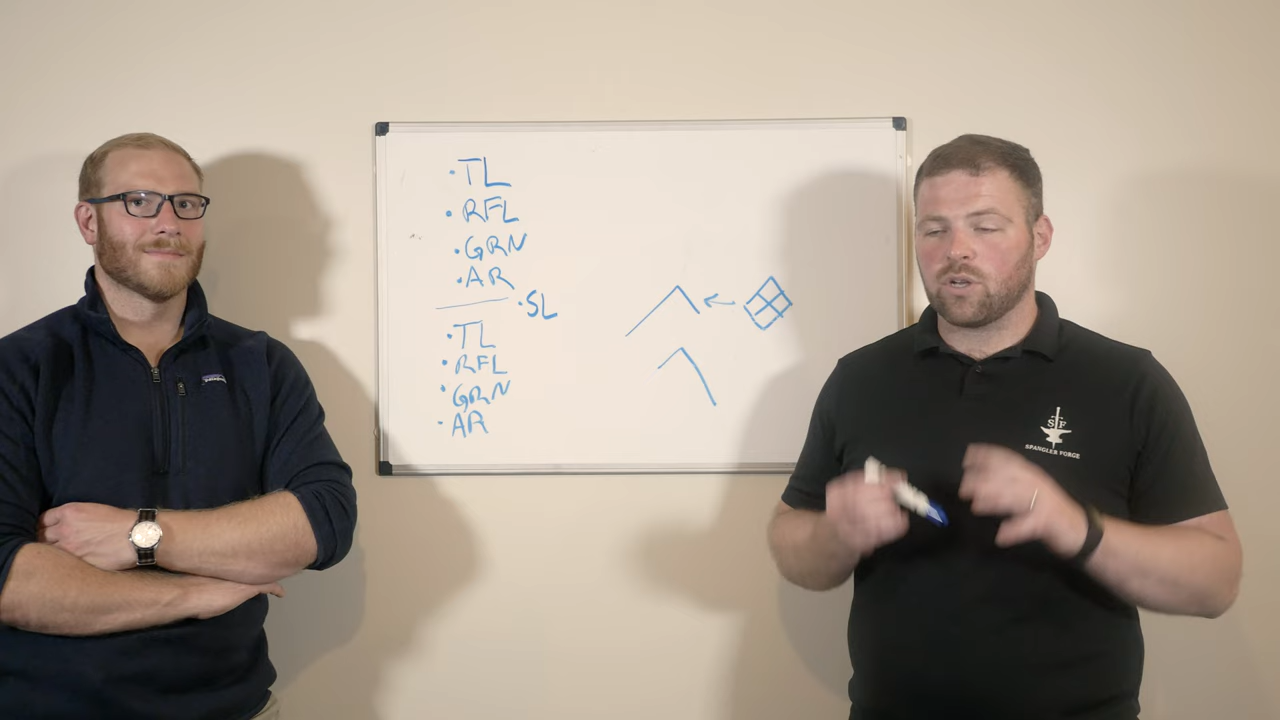 · TL
· RFL
· GRN
· AR
· SL
· TL
· RFL
· GRN
· AR
S F
SPANGLER FORGE